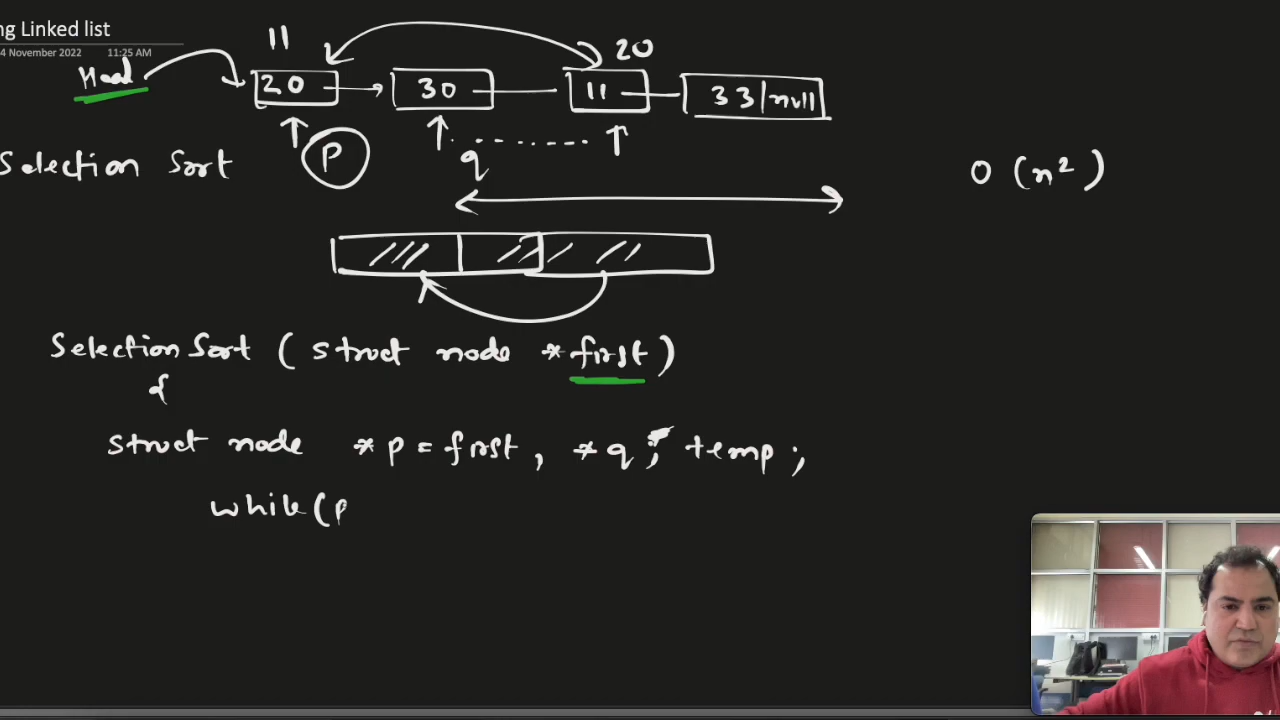 ng Linked list
4 November 2022 11:25 AM
11 20
Head 20 30 11 33 | null
P q
Selection Sort O (n²)
Selection Sort ( struct node * first )
{
struct node * p = first , * q ; temp ;
while ( p